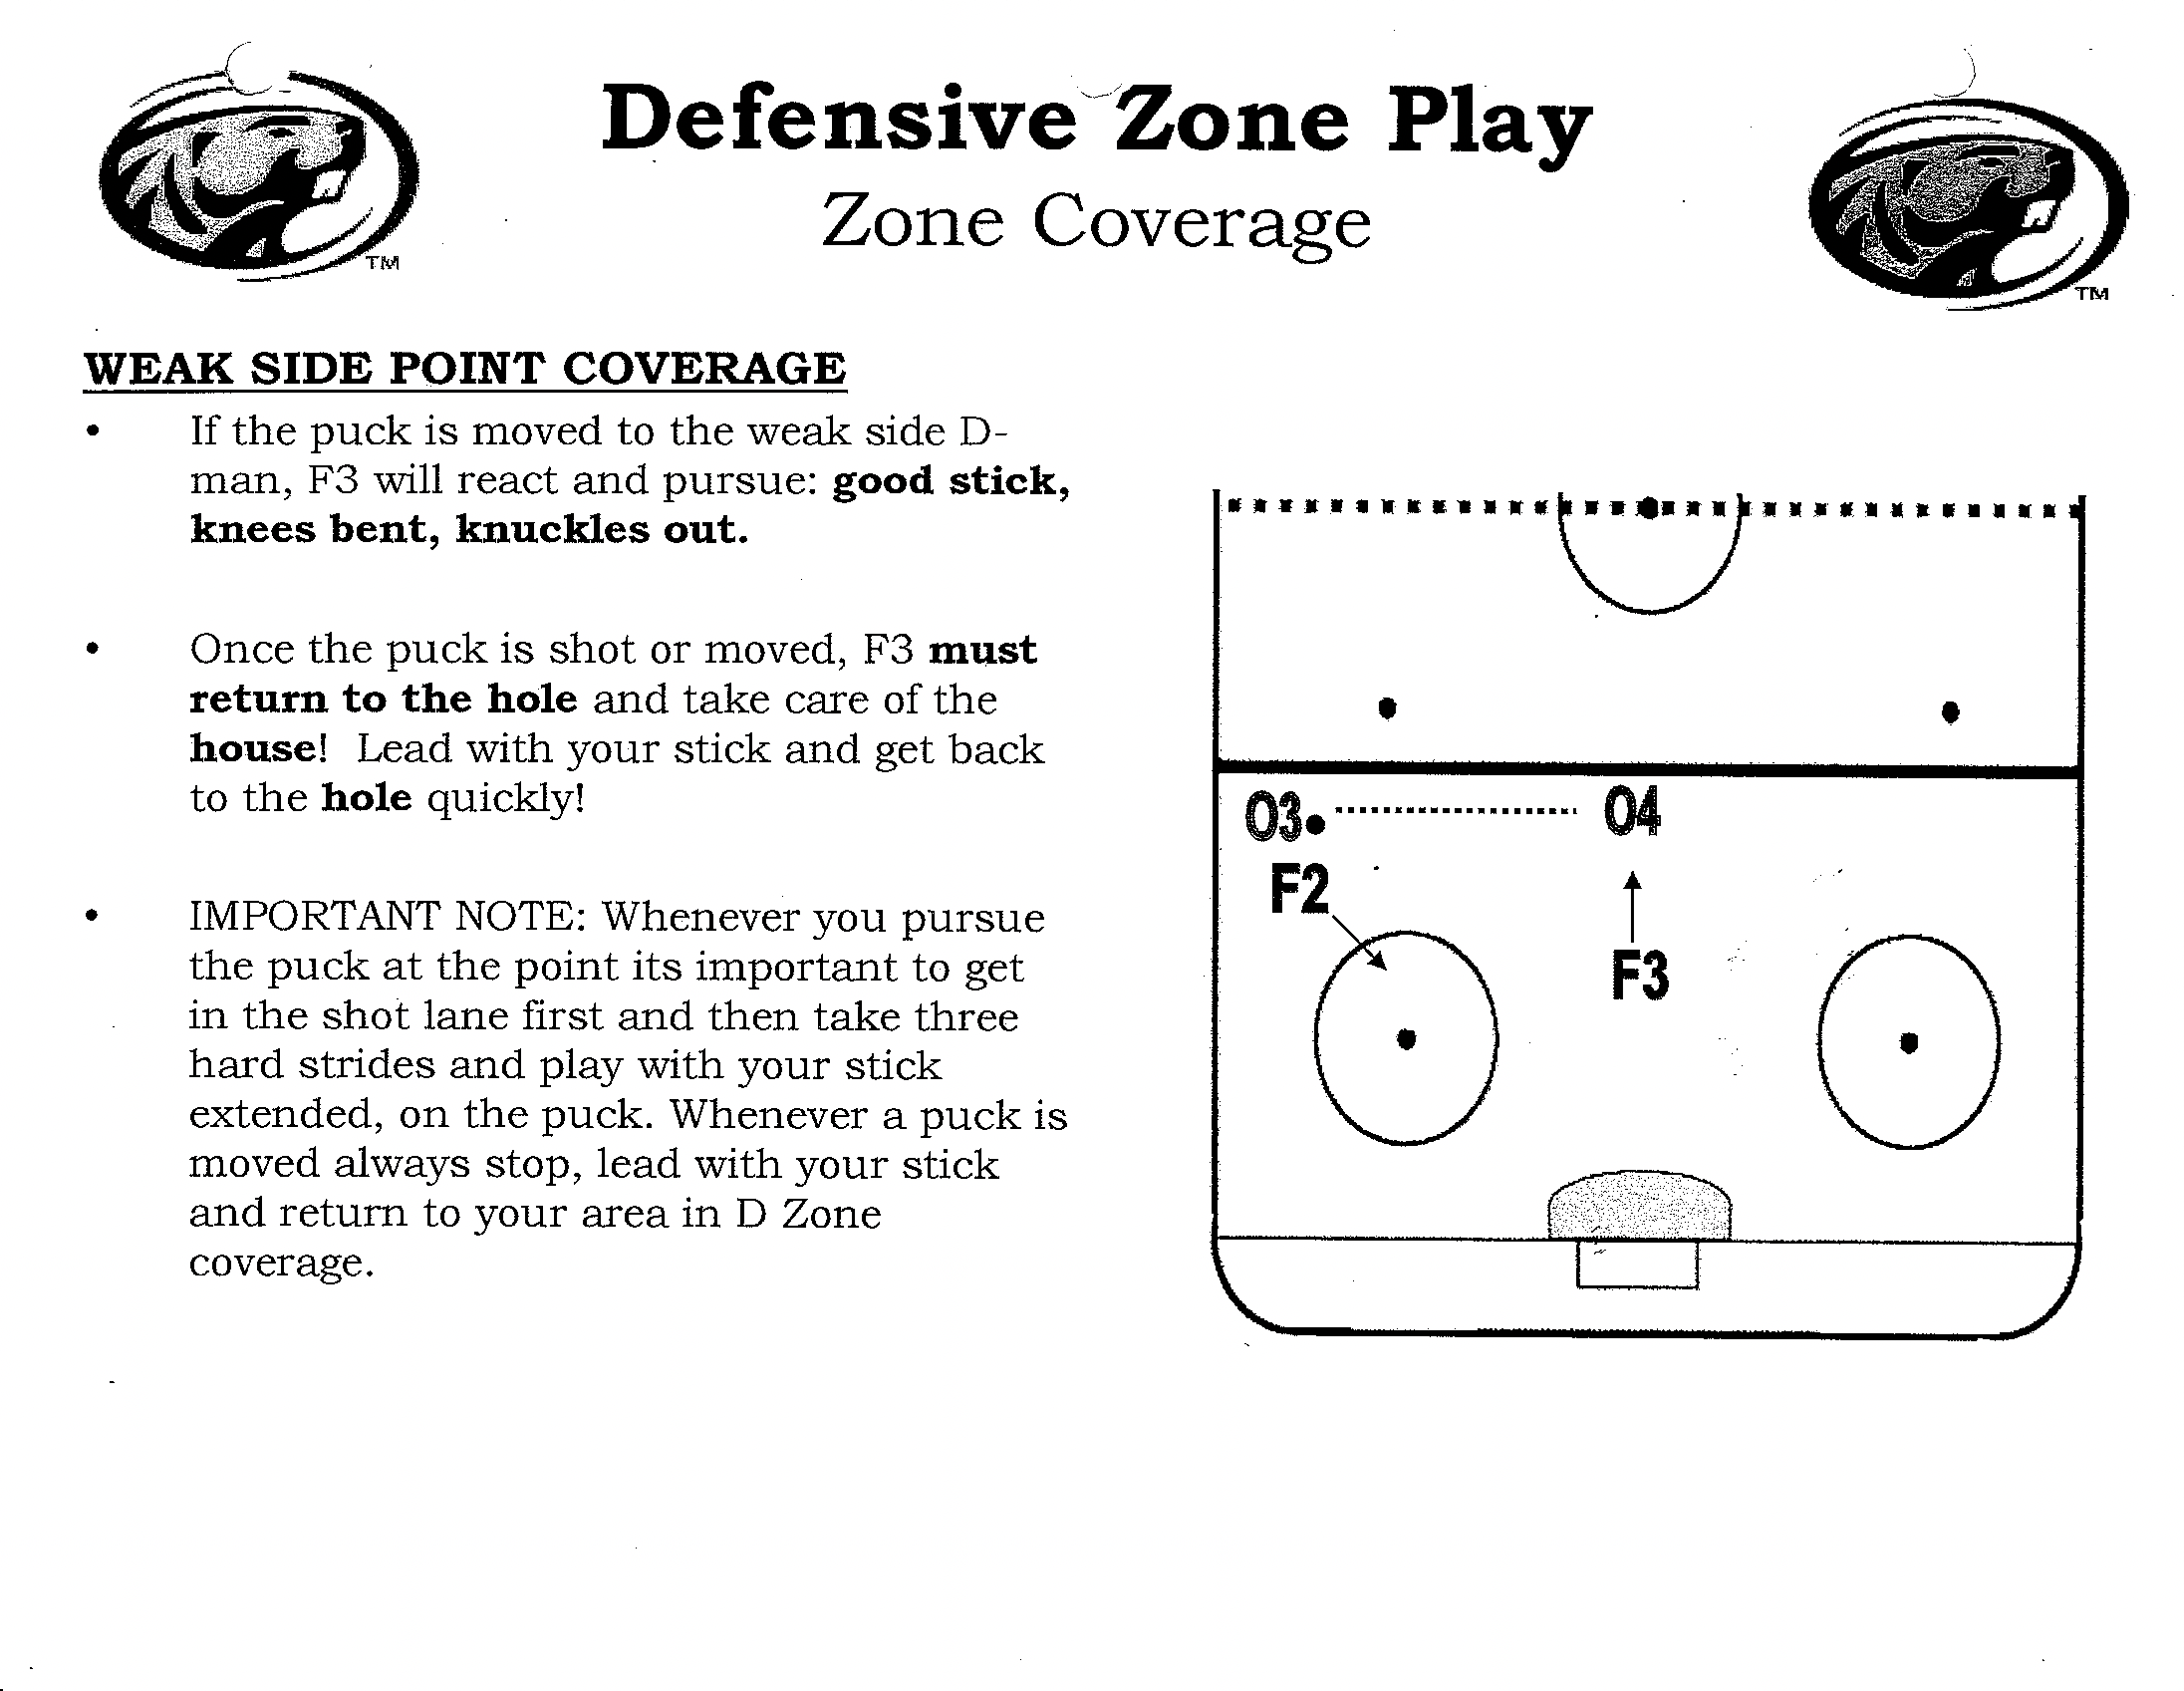 Defensive Zone Play
Zone Coverage
TM
TM
WEAK SIDE POINT COVERAGE
• If the puck is moved to the weak side D-
man, F3 will react and pursue: good stick,
knees bent, knuckles out.
• Once the puck is shot or moved, F3 must
return to the hole and take care of the
house! Lead with your stick and get back
to the hole quickly!
• IMPORTANT NOTE: Whenever you pursue
the puck at the point its important to get
in the shot lane first and then take three
hard strides and play with your stick
extended, on the puck. Whenever a puck is
moved always stop, lead with your stick
and return to your area in D Zone
coverage.
O3 O4
F2
F3